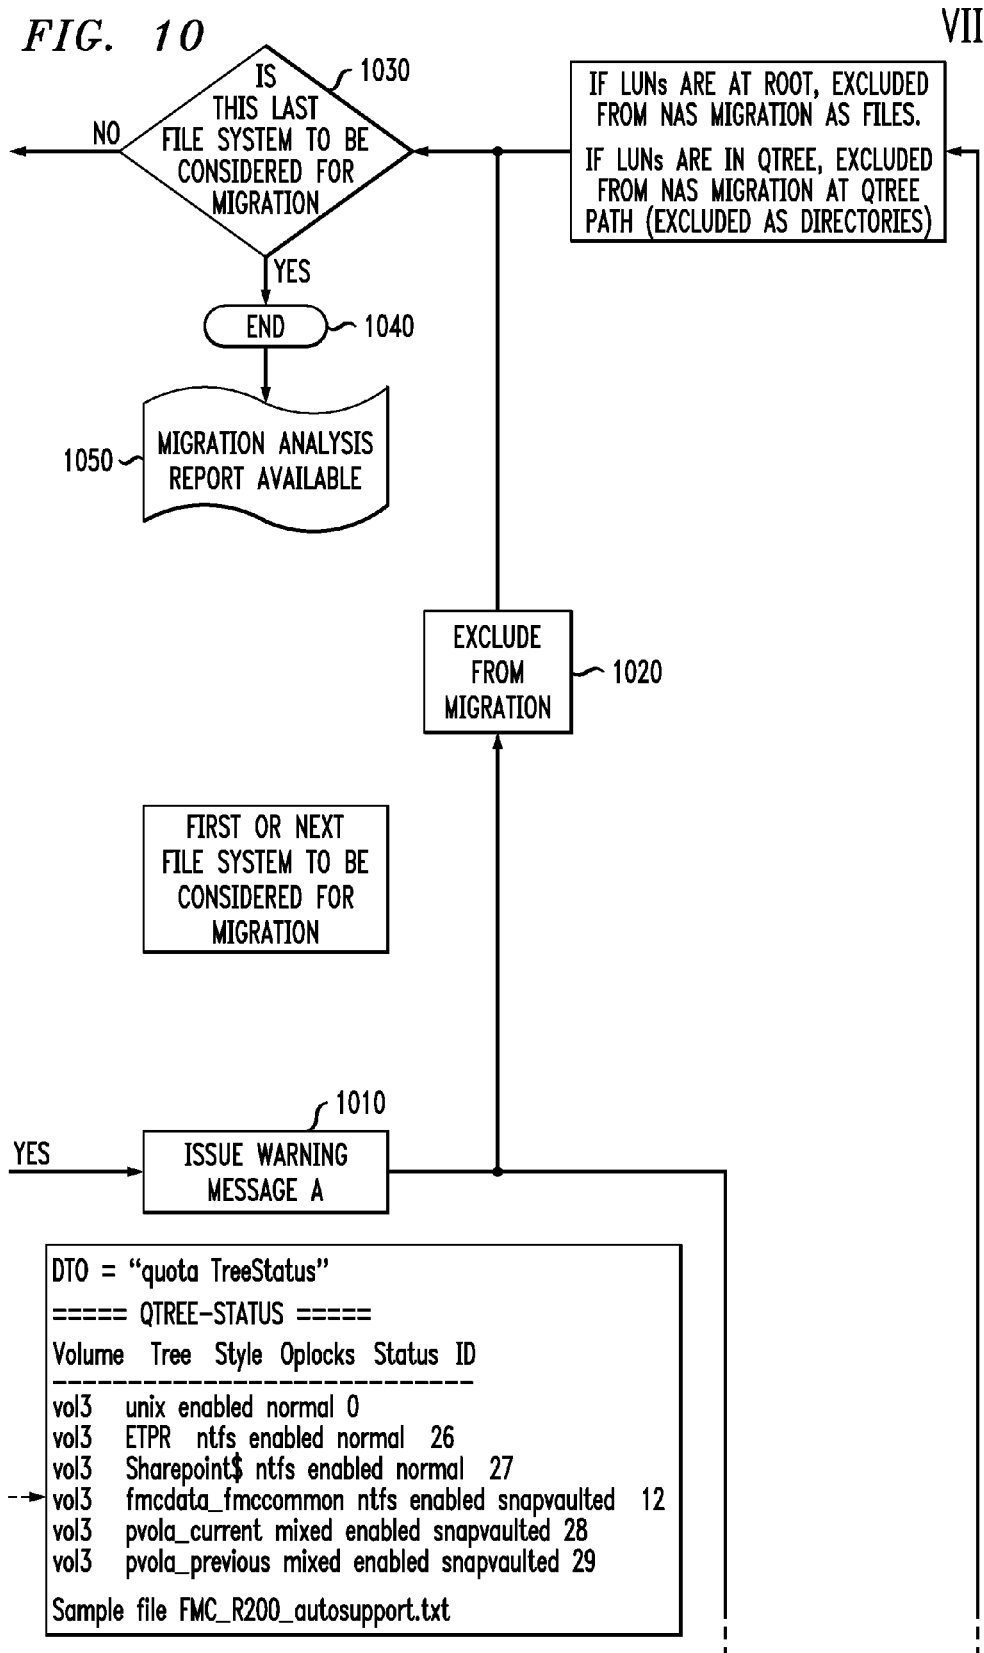 FIG. 10
VII
1030
IS
THIS LAST
FILE SYSTEM TO BE
CONSIDERED FOR
MIGRATION
NO
YES
IF LUNs ARE AT ROOT, EXCLUDED
FROM NAS MIGRATION AS FILES.
IF LUNs ARE IN QTREE, EXCLUDED
FROM NAS MIGRATION AT QTREE
PATH (EXCLUDED AS DIRECTORIES)
END
1040
MIGRATION ANALYSIS
REPORT AVAILABLE
1050
EXCLUDE
FROM
MIGRATION
1020
FIRST OR NEXT
FILE SYSTEM TO BE
CONSIDERED FOR
MIGRATION
1010
YES
ISSUE WARNING
MESSAGE A
DTO = “quota TreeStatus”
===== QTREE-STATUS =====
Volume Tree Style Oplocks Status ID
----------------------------
vol3 unix enabled normal 0
vol3 ETPR ntfs enabled normal 26
vol3 Sharepoint$ ntfs enabled normal 27
vol3 fmcdata_fmccommon ntfs enabled snapvaulted 12
vol3 pvola_current mixed enabled snapvaulted 28
vol3 pvola_previous mixed enabled snapvaulted 29
Sample file FMC_R200_autosupport.txt